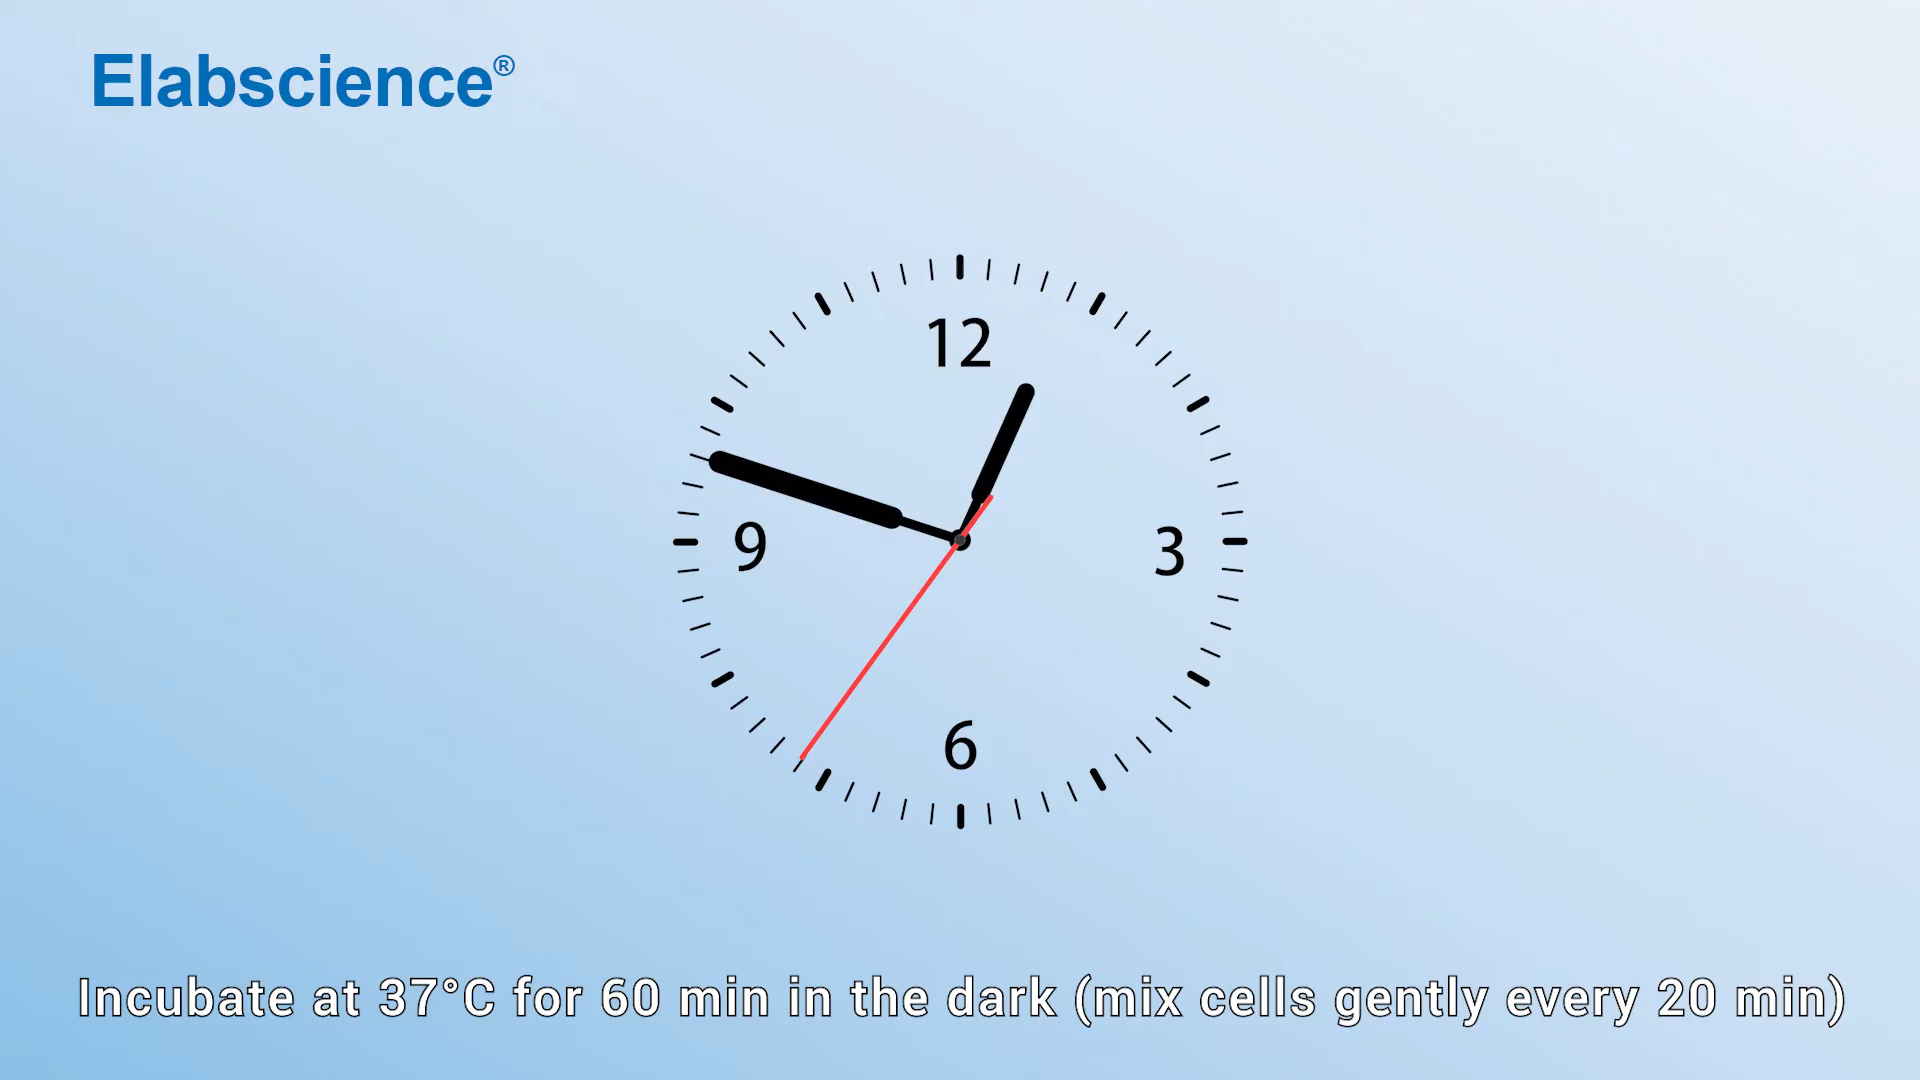 Elabscience®
12
9
3
6
Incubate at 37°C for 60 min in the dark (mix cells gently every 20 min)